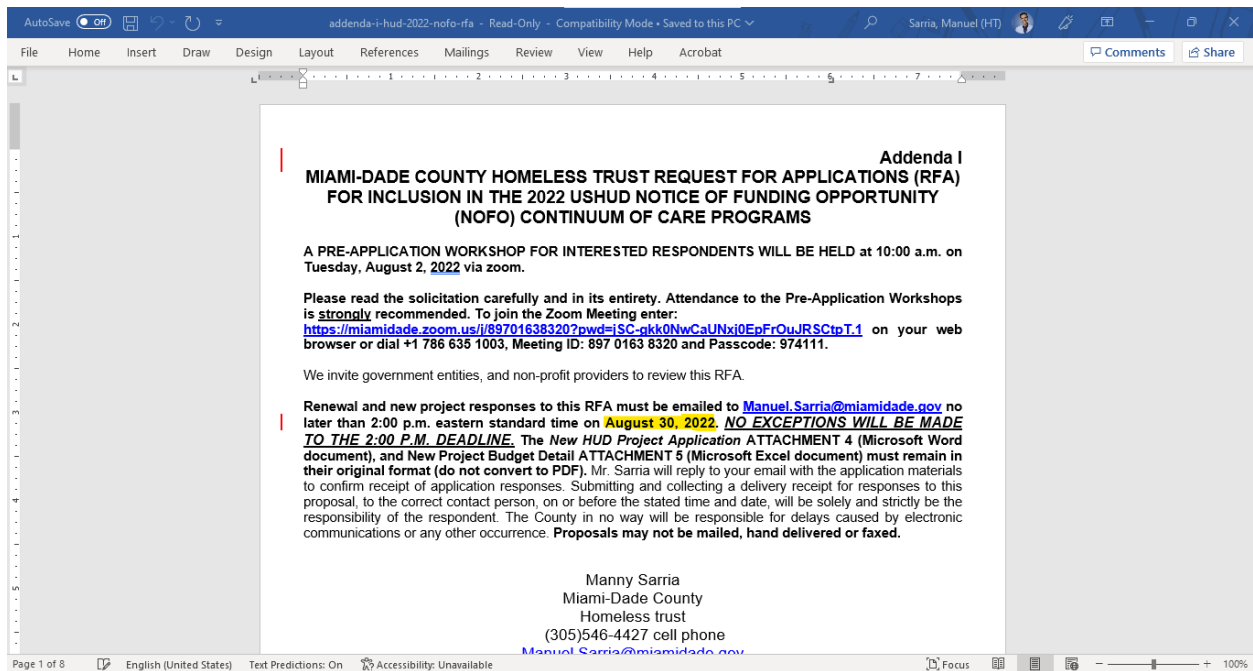 AutoSave Off addenda-i-hud-2022-nofo-rfa - Read-Only - Compatibility Mode • Saved to this PC Sarria, Manuel (HT)
File Home Insert Draw Design Layout References Mailings Review View Help Acrobat Comments Share
1 2 3 4 5 6 7
Addenda I
MIAMI-DADE COUNTY HOMELESS TRUST REQUEST FOR APPLICATIONS (RFA)
FOR INCLUSION IN THE 2022 USHUD NOTICE OF FUNDING OPPORTUNITY
(NOFO) CONTINUUM OF CARE PROGRAMS
A PRE-APPLICATION WORKSHOP FOR INTERESTED RESPONDENTS WILL BE HELD at 10:00 a.m. on
Tuesday, August 2, 2022 via zoom.
Please read the solicitation carefully and in its entirety. Attendance to the Pre-Application Workshops
is strongly recommended. To join the Zoom Meeting enter:
https://miamidade.zoom.us/j/89701638320?pwd=jSC-gkk0NwCaUNxj0EpFrOuJRSCtpT.1 on your web
browser or dial +1 786 635 1003, Meeting ID: 897 0163 8320 and Passcode: 974111.
We invite government entities, and non-profit providers to review this RFA.
Renewal and new project responses to this RFA must be emailed to Manuel.Sarria@miamidade.gov no
later than 2:00 p.m. eastern standard time on August 30, 2022. NO EXCEPTIONS WILL BE MADE
TO THE 2:00 P.M. DEADLINE. The New HUD Project Application ATTACHMENT 4 (Microsoft Word
document), and New Project Budget Detail ATTACHMENT 5 (Microsoft Excel document) must remain in
their original format (do not convert to PDF). Mr. Sarria will reply to your email with the application materials
to confirm receipt of application responses. Submitting and collecting a delivery receipt for responses to this
proposal, to the correct contact person, on or before the stated time and date, will be solely and strictly be the
responsibility of the respondent. The County in no way will be responsible for delays caused by electronic
communications or any other occurrence. Proposals may not be mailed, hand delivered or faxed.
Manny Sarria
Miami-Dade County
Homeless trust
(305)546-4427 cell phone
Manuel.Sarria@miamidade.gov
Page 1 of 8 English (United States) Text Predictions: On Accessibility: Unavailable Focus 100%